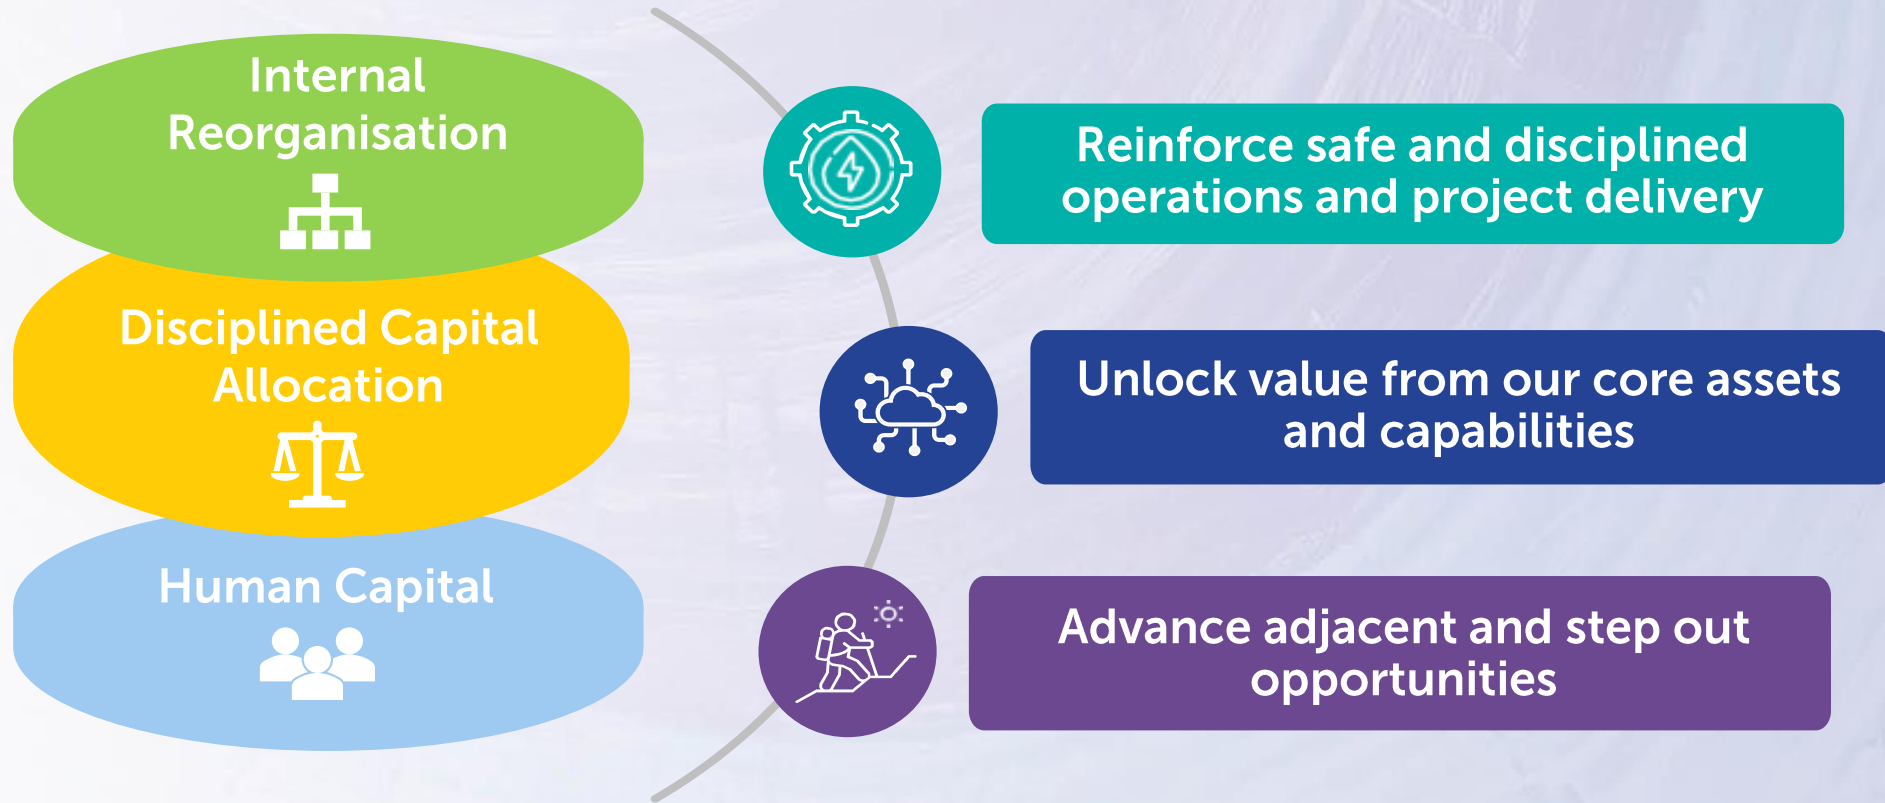 Internal
Reorganisation
Disciplined Capital
Allocation
Human Capital
Reinforce safe and disciplined
operations and project delivery
Unlock value from our core assets
and capabilities
Advance adjacent and step out
opportunities